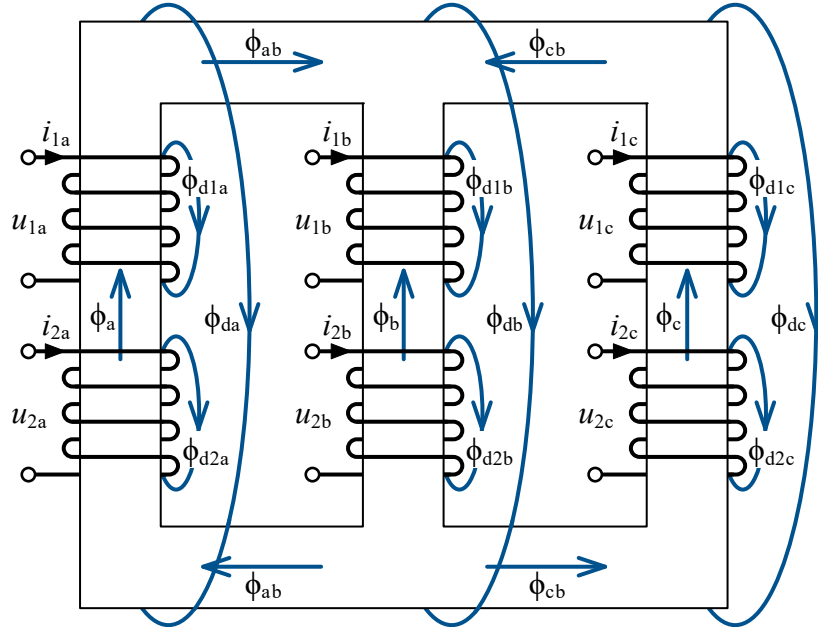 ϕab ϕcb
i1a i1b i1c
ϕd1a ϕd1b ϕd1c
u1a u1b u1c
ϕa ϕda ϕb ϕdb ϕc ϕdc
i2a i2b i2c
u2a u2b u2c
ϕd2a ϕd2b ϕd2c
ϕab ϕcb